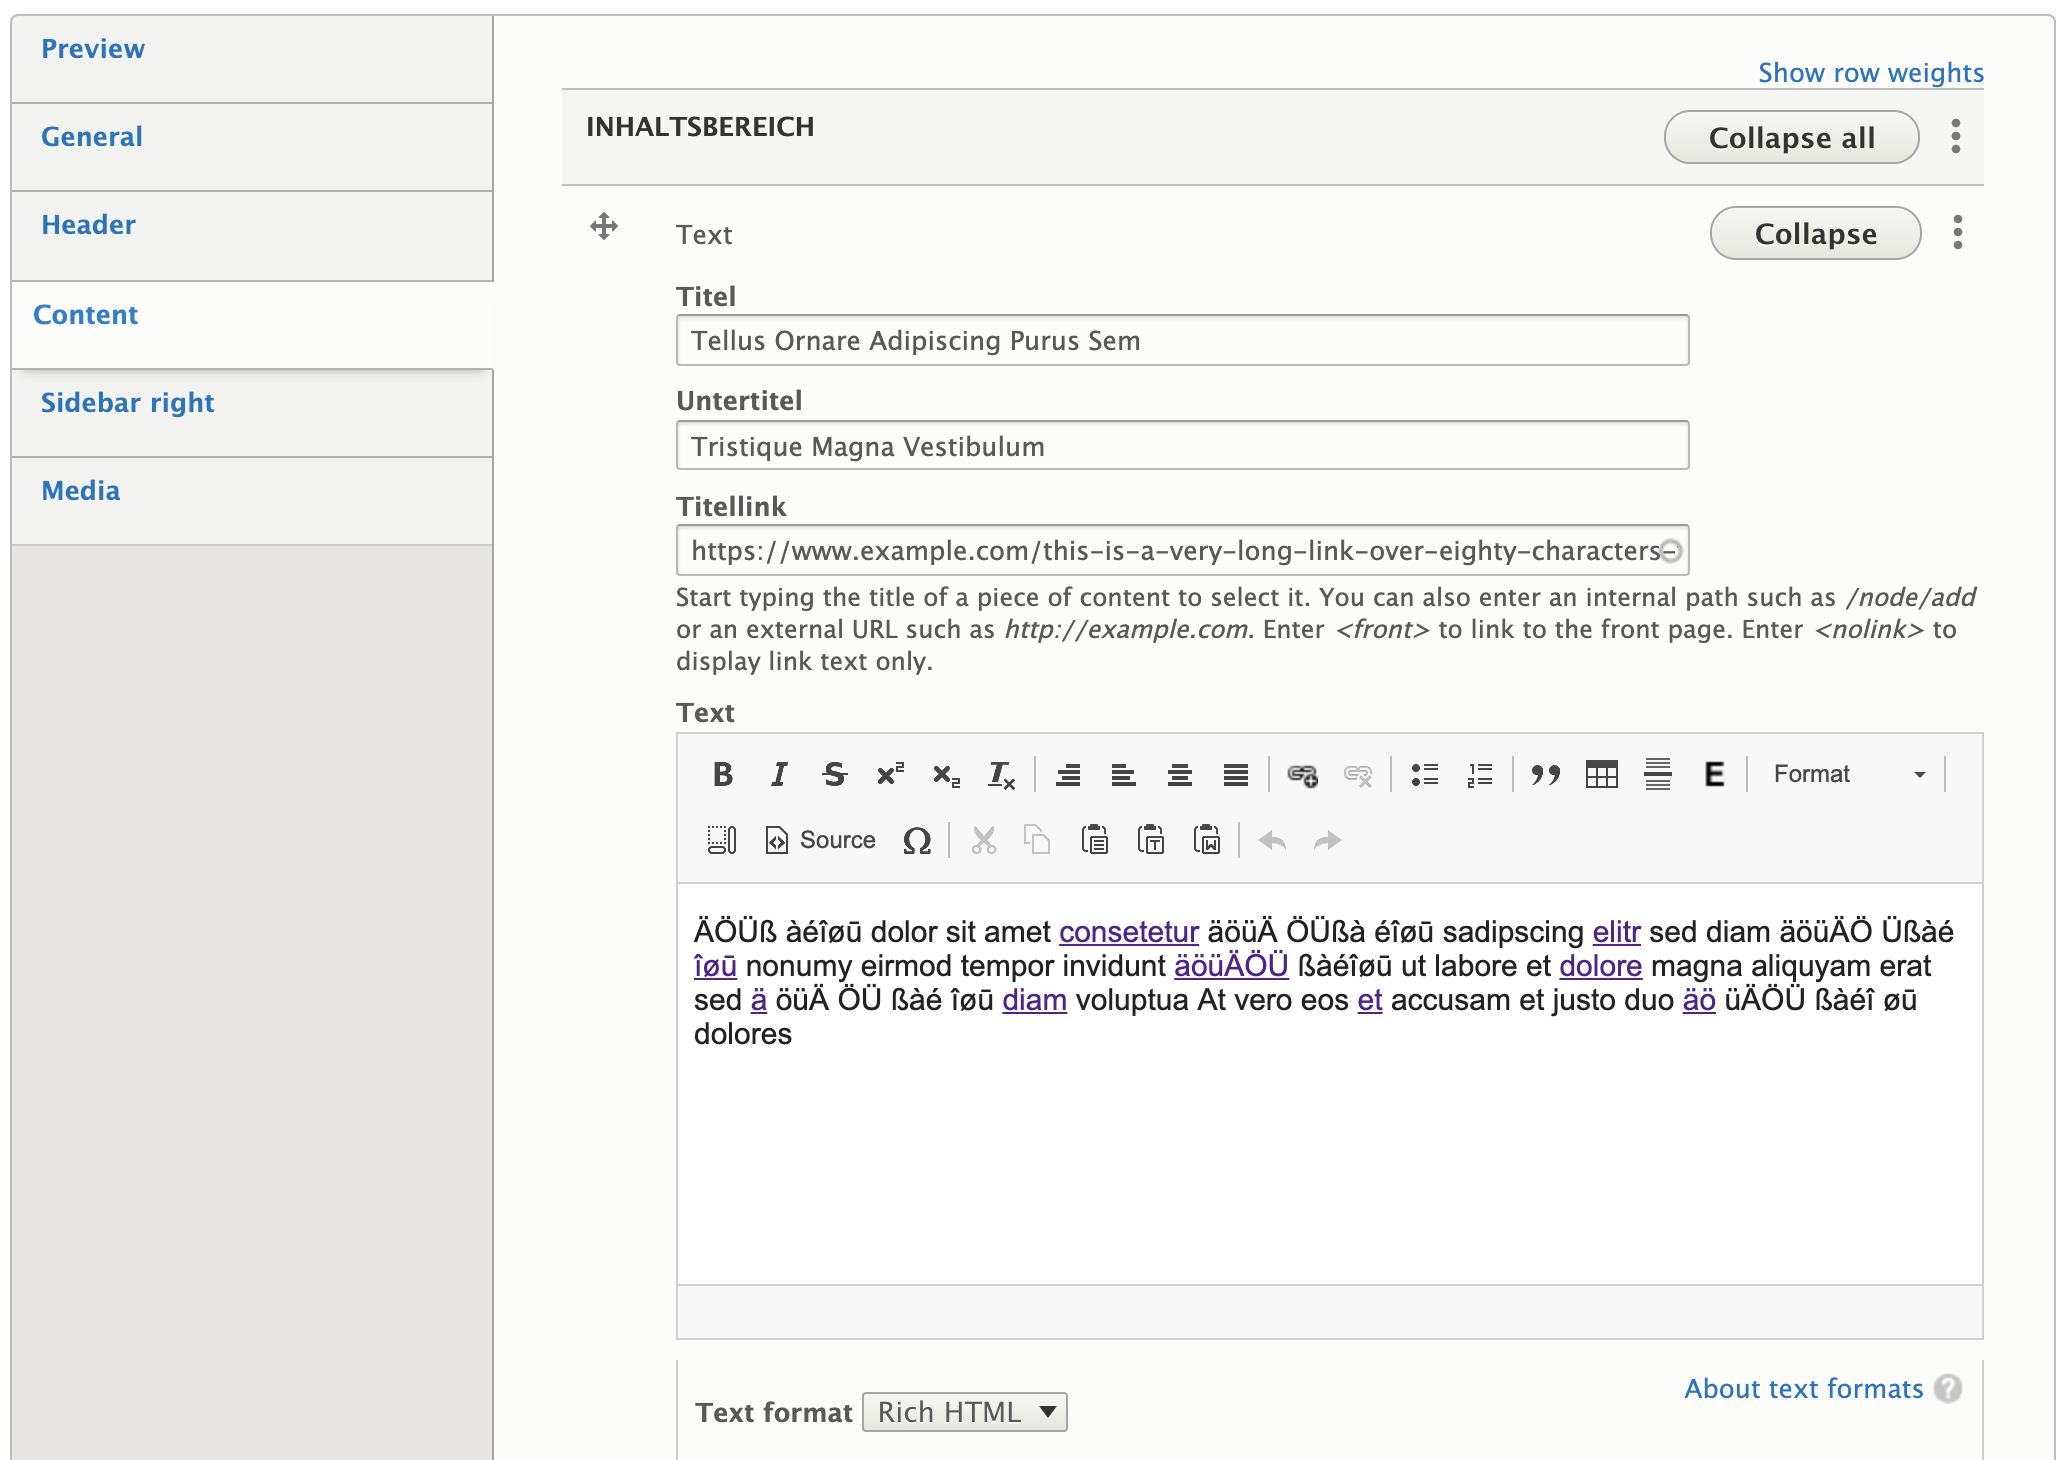 Preview
General
Header
Content
Sidebar right
Media
Show row weights
INHALTSBEREICH
Collapse all
Text
Collapse
Titel
Tellus Ornare Adipiscing Purus Sem
Untertitel
Tristique Magna Vestibulum
Titellink
https://www.example.com/this-is-a-very-long-link-over-eighty-characters-
Start typing the title of a piece of content to select it. You can also enter an internal path such as /node/add
or an external URL such as http://example.com. Enter <front> to link to the front page. Enter <nolink> to
display link text only.
Text
Format
Source
ÄÖÜß àéîøū dolor sit amet consetetur äöüÄ ÖÜßà éîøū sadipscing elitr sed diam äöüÄÖ Üßàé
îøū nonumy eirmod tempor invidunt äöüÄÖÜ ßàéîøū ut labore et dolore magna aliquyam erat
sed ä öüÄ ÖÜ ßàé îøū diam voluptua At vero eos et accusam et justo duo äö üÄÖÜ ßàéî øū
dolores
About text formats
Text format Rich HTML